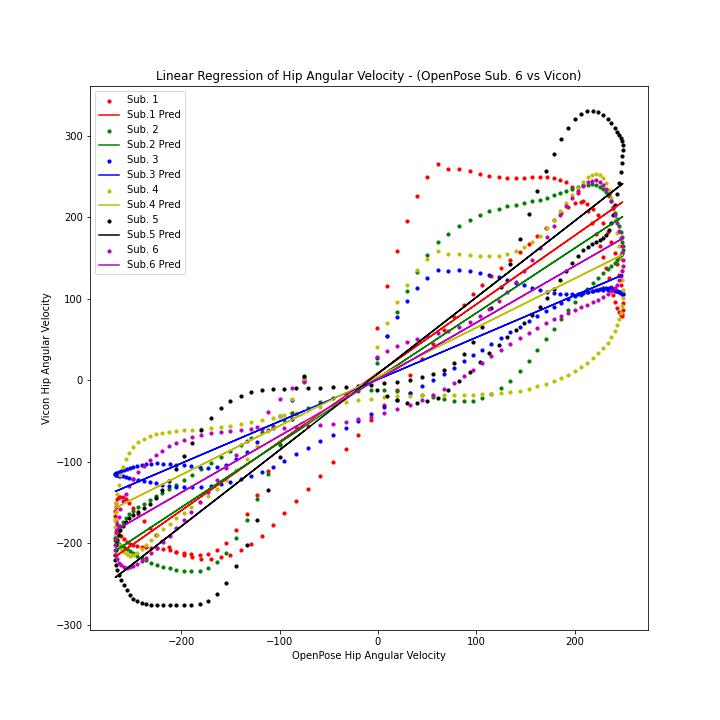 Linear Regression of Hip Angular Velocity - (OpenPose Sub. 6 vs Vicon)
Sub. 1
Sub.1 Pred
Sub. 2
Sub.2 Pred
Sub. 3
Sub.3 Pred
Sub. 4
Sub.4 Pred
Sub. 5
Sub.5 Pred
Sub. 6
Sub.6 Pred
300
200
100
0
−100
−200
−300
Vicon Hip Angular Velocity
−200 −100 0 100 200
OpenPose Hip Angular Velocity